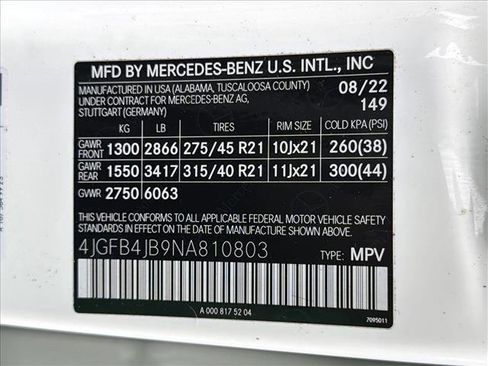 MFD BY MERCEDES-BENZ U.S. INTL., INC
MANUFACTURED IN USA (ALABAMA, TUSCALOOSA COUNTY) 08/22
UNDER CONTRACT FOR MERCEDES-BENZ AG, 149
STUTTGART (GERMANY)
KG LB TIRES RIM SIZE COLD KPA (PSI)
GAWR FRONT 1300 2866 275/45 R21 10Jx21 260(38)
GAWR REAR 1550 3417 315/40 R21 11Jx21 300(44)
GVWR 2750 6063
THIS VEHICLE CONFORMS TO ALL APPLICABLE FEDERAL MOTOR VEHICLE SAFETY
STANDARDS IN EFFECT ON THE DATE OF MANUFACTURE SHOWN ABOVE.
4JGFB4JB9NA810803 TYPE: MPV
A 000 817 52 04
7095011